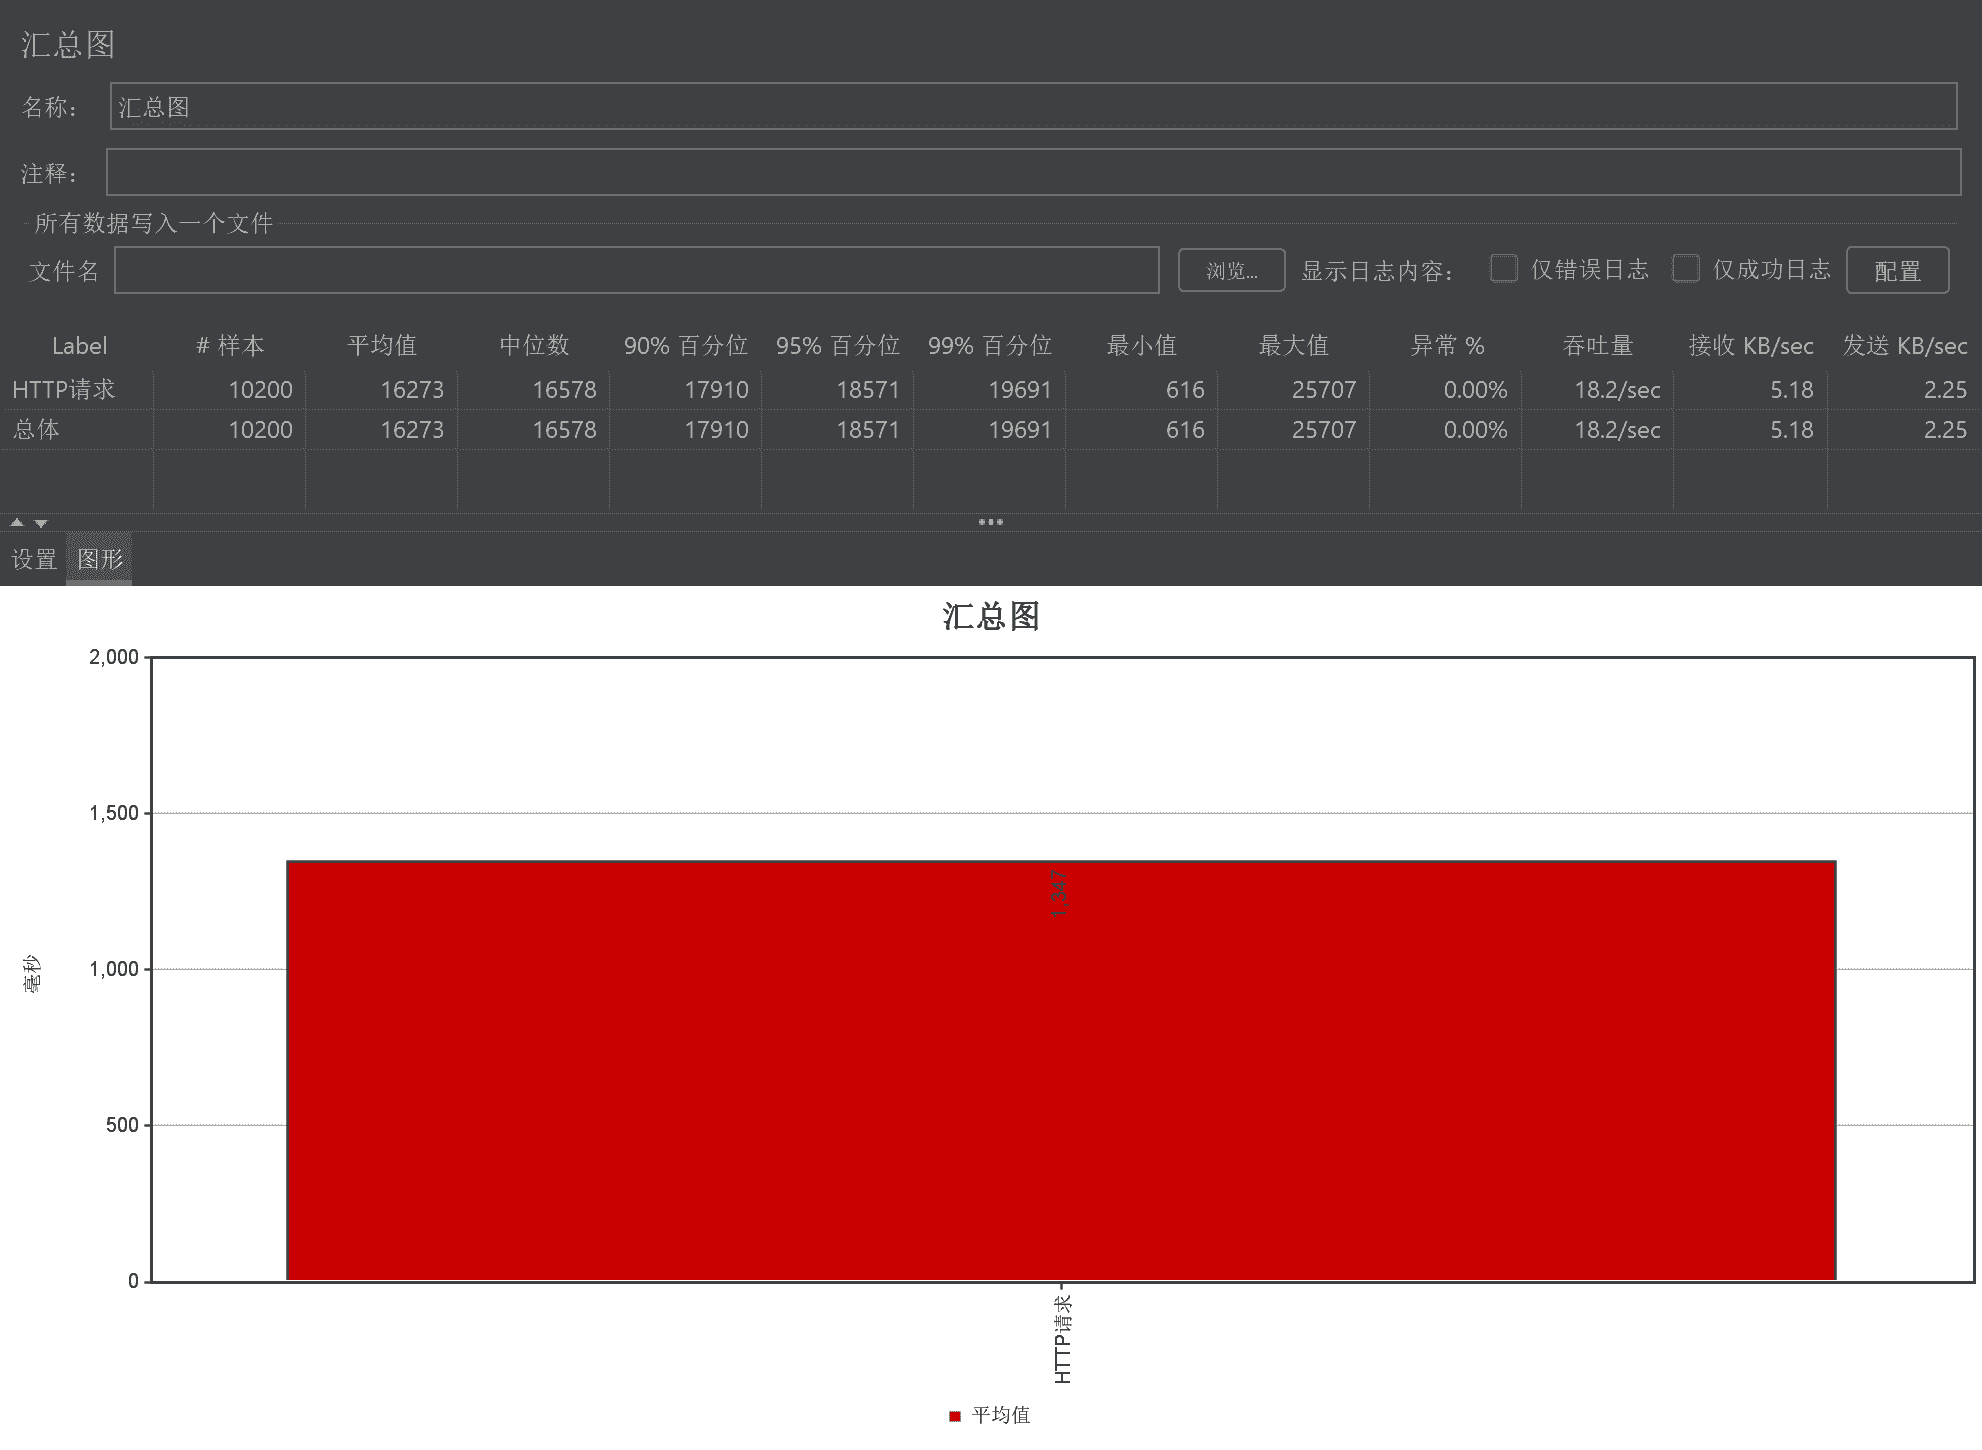 汇总图
名称： 汇总图
注释：
所有数据写入一个文件
文件名 浏览... 显示日志内容： 仅错误日志 仅成功日志 配置
Label # 样本 平均值 中位数 90% 百分位 95% 百分位 99% 百分位 最小值 最大值 异常 % 吞吐量 接收 KB/sec 发送 KB/sec
HTTP请求 10200 16273 16578 17910 18571 19691 616 25707 0.00% 18.2/sec 5.18 2.25
总体 10200 16273 16578 17910 18571 19691 616 25707 0.00% 18.2/sec 5.18 2.25
设置 图形
汇总图
2,000
1,500
1,347
1,000
毫秒
500
0
HTTP请求
平均值